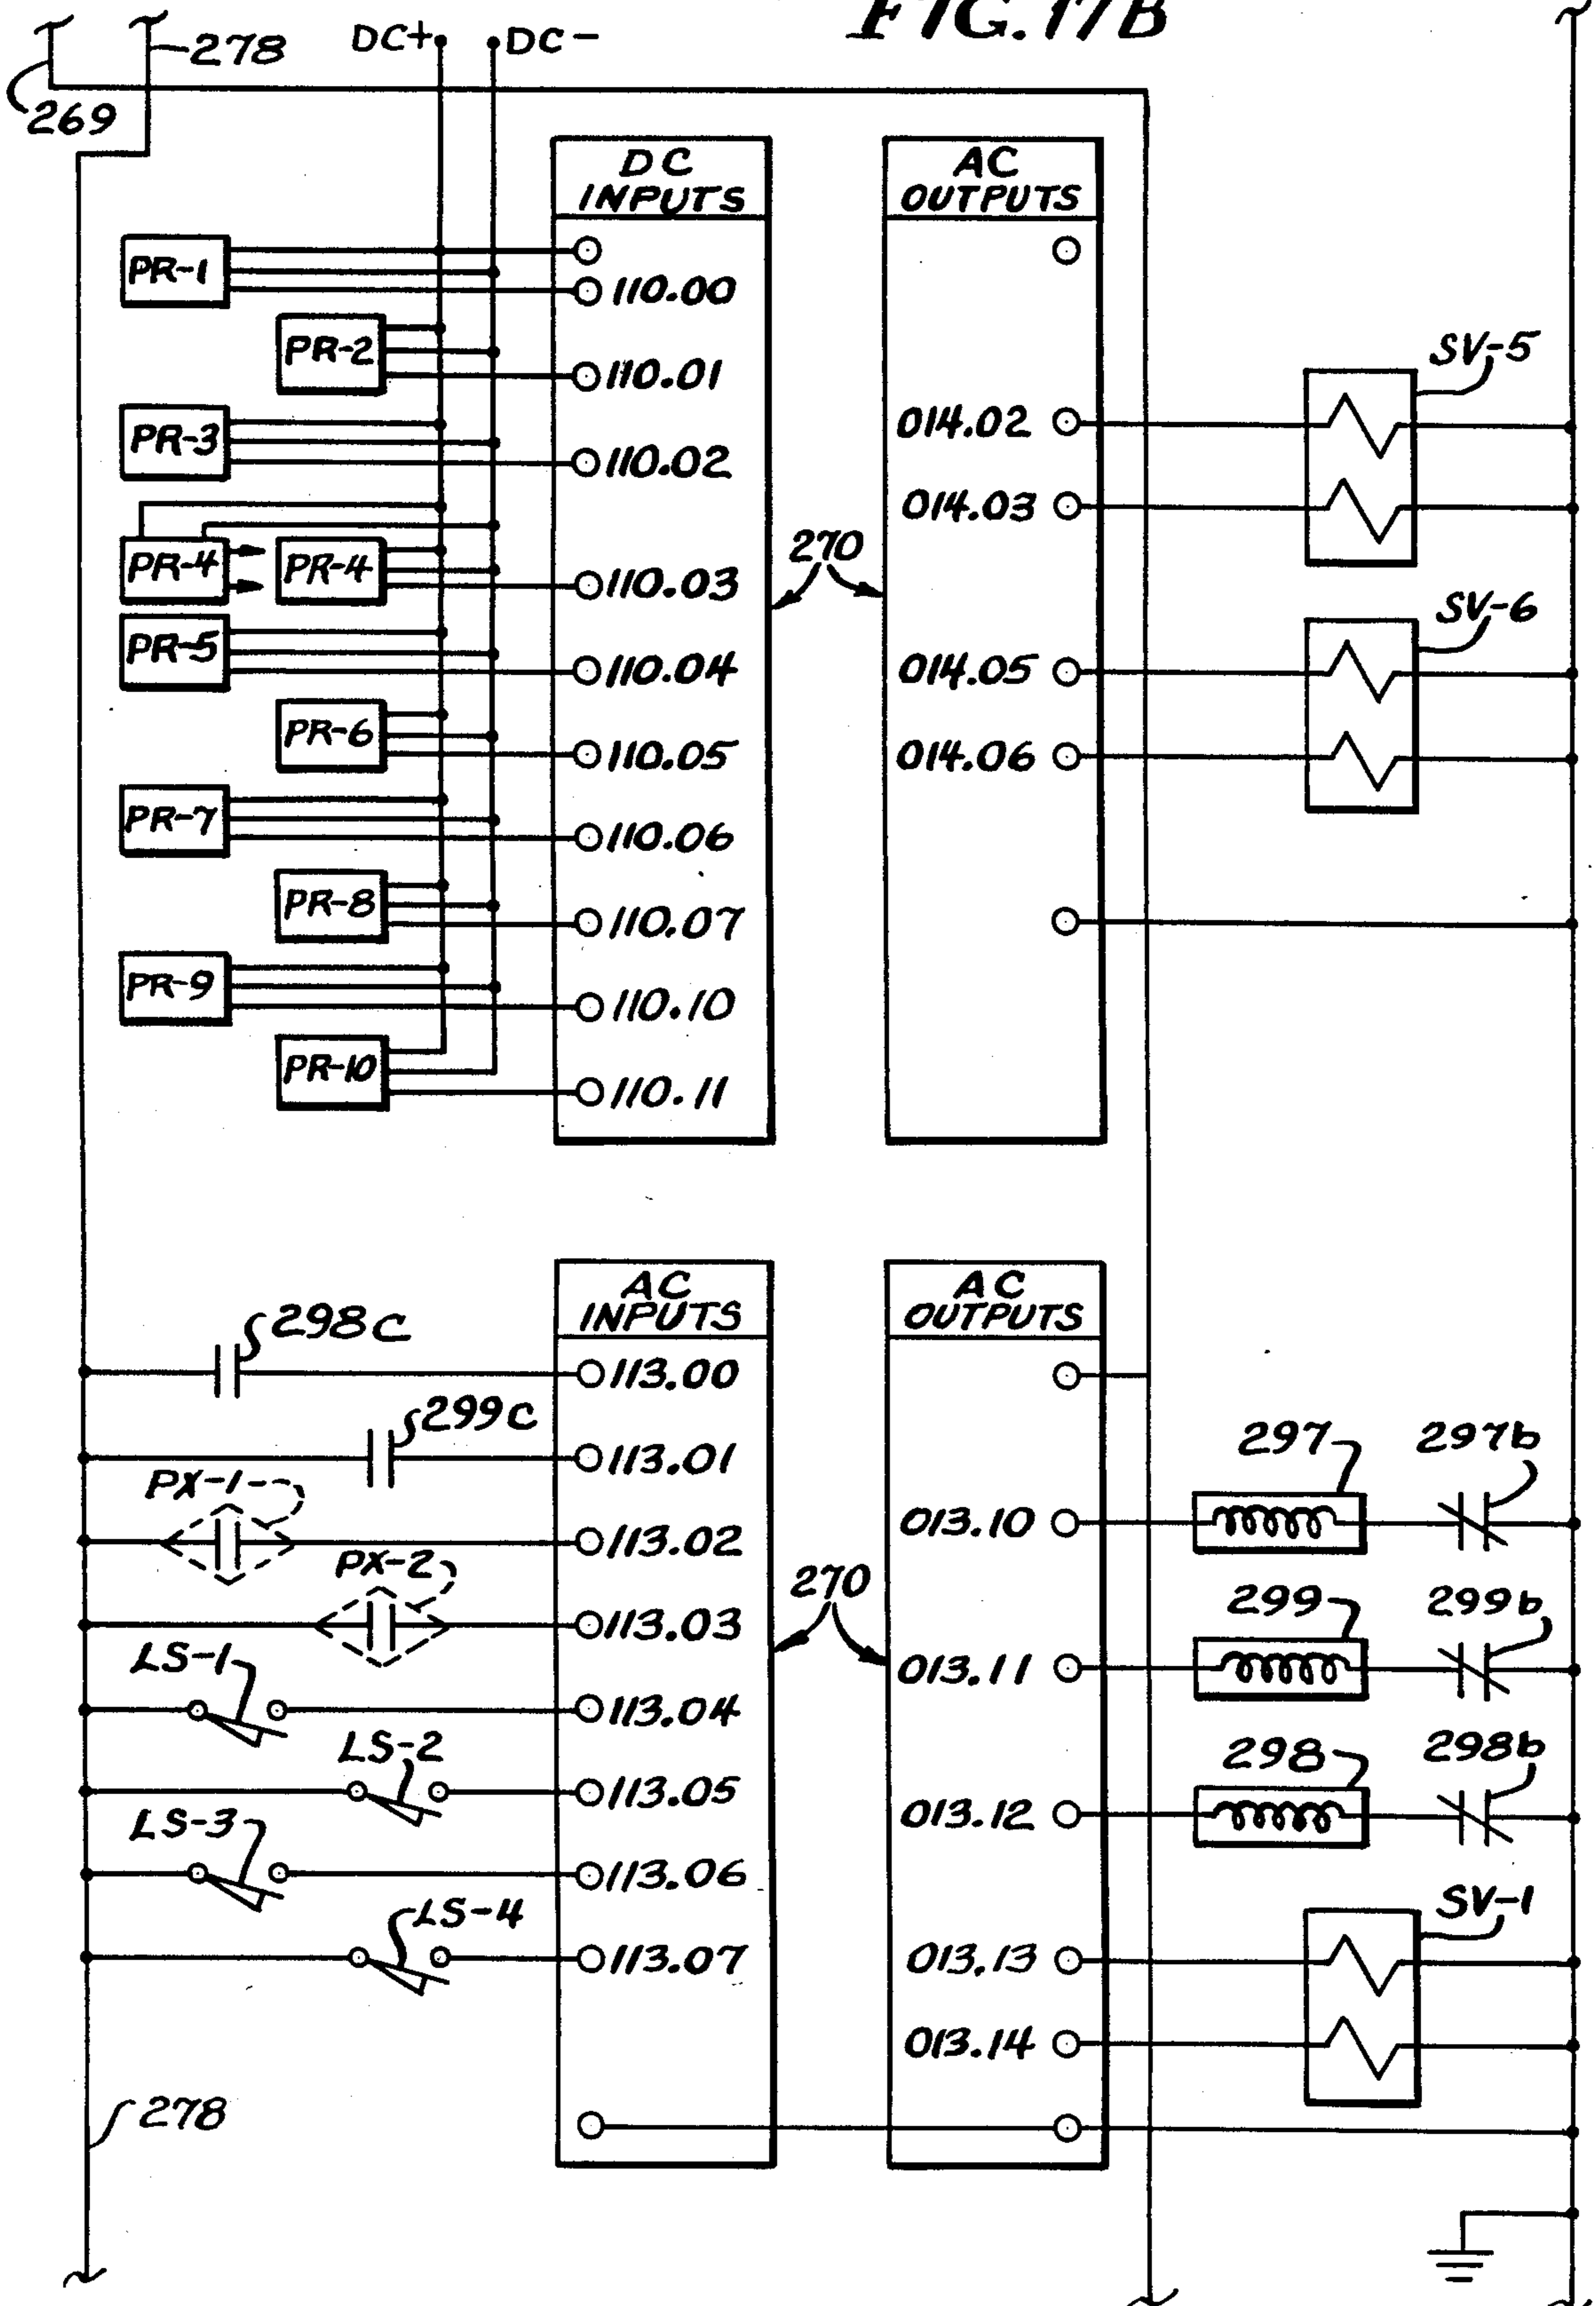 FIG. 17B
278
DC+
DC-
269
DC
INPUTS
AC
OUTPUTS
PR-1
110.00
PR-2
110.01
PR-3
110.02
PR-4
PR-4
110.03
PR-5
110.04
PR-6
110.05
PR-7
110.06
PR-8
110.07
PR-9
110.10
PR-10
110.11
270
014.02
014.03
014.05
014.06
SV-5
SV-6
AC
INPUTS
AC
OUTPUTS
298C
113.00
299C
113.01
PX-1
113.02
PX-2
113.03
LS-1
113.04
LS-2
113.05
LS-3
113.06
LS-4
113.07
270
013.10
297
297b
013.11
299
299b
013.12
298
298b
013.13
SV-1
013.14
278